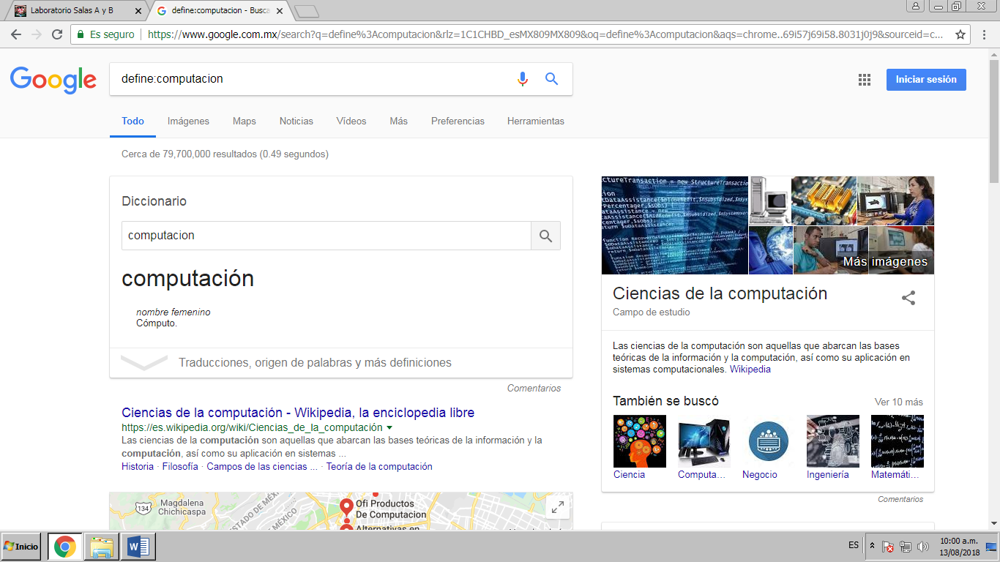 Laboratorio Salas A y B
define:computacion - Busca
Es seguro
https://www.google.com.mx/search?q=define%3Acomputacion&rlz=1C1CHBD_esMX809MX809&oq=define%3Acomputacion&aqs=chrome..69i57j69i58.8031j0j9&sourceid=c...
Google
define:computacion
Iniciar sesión
Todo Imágenes Maps Noticias Vídeos Más Preferencias Herramientas
Cerca de 79,700,000 resultados (0.49 segundos)
Diccionario
computacion
computación
nombre femenino
Cómputo.
Traducciones, origen de palabras y más definiciones
Comentarios
Ciencias de la computación - Wikipedia, la enciclopedia libre
https://es.wikipedia.org/wiki/Ciencias_de_la_computación
Las ciencias de la computación son aquellas que abarcan las bases teóricas de la información y la
computación, así como su aplicación en sistemas ...
Historia · Filosofía · Campos de las ciencias ... · Teoría de la computación
134
Magdalena
Chichicaspa
ESTADO DE MÉXICO
Ofi Productos
De Computacion
Alternativas en
Más imágenes
Ciencias de la computación
Campo de estudio
Las ciencias de la computación son aquellas que abarcan las bases
teóricas de la información y la computación, así como su aplicación en
sistemas computacionales. Wikipedia
También se buscó
Ver 10 más
Ciencia Computa... Negocio Ingeniería Matemáti...
Comentarios
Inicio
ES
10:00 a.m.
13/08/2018